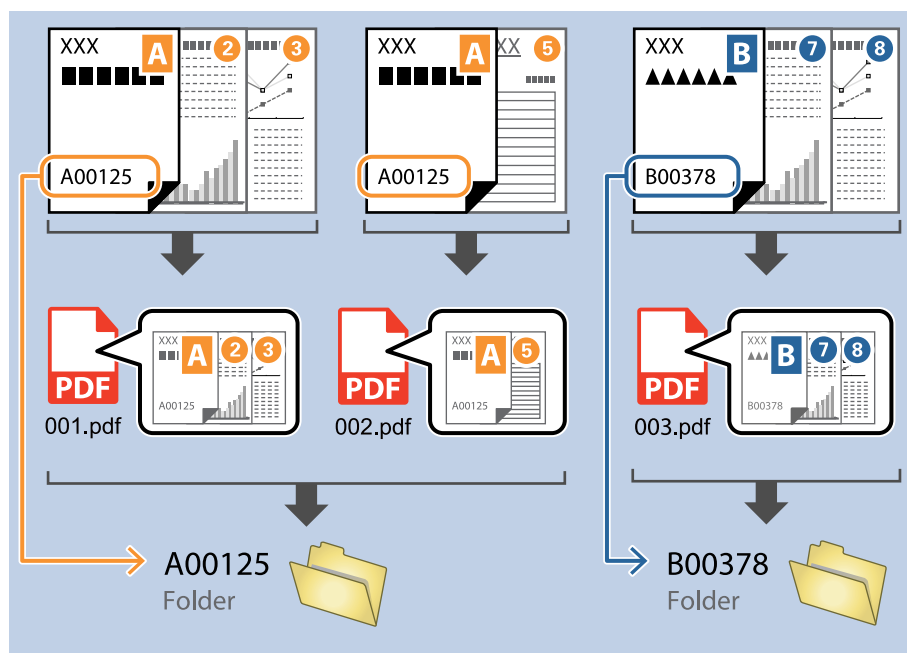 XXX A 2 3
A00125
XXX A XX 5
A00125
XXX B 7 8
B00378
PDF
XXX A 2 3
A00125
001.pdf
PDF
XXX A 5
A00125
002.pdf
PDF
XXX B 7 8
B00378
003.pdf
A00125
Folder
B00378
Folder